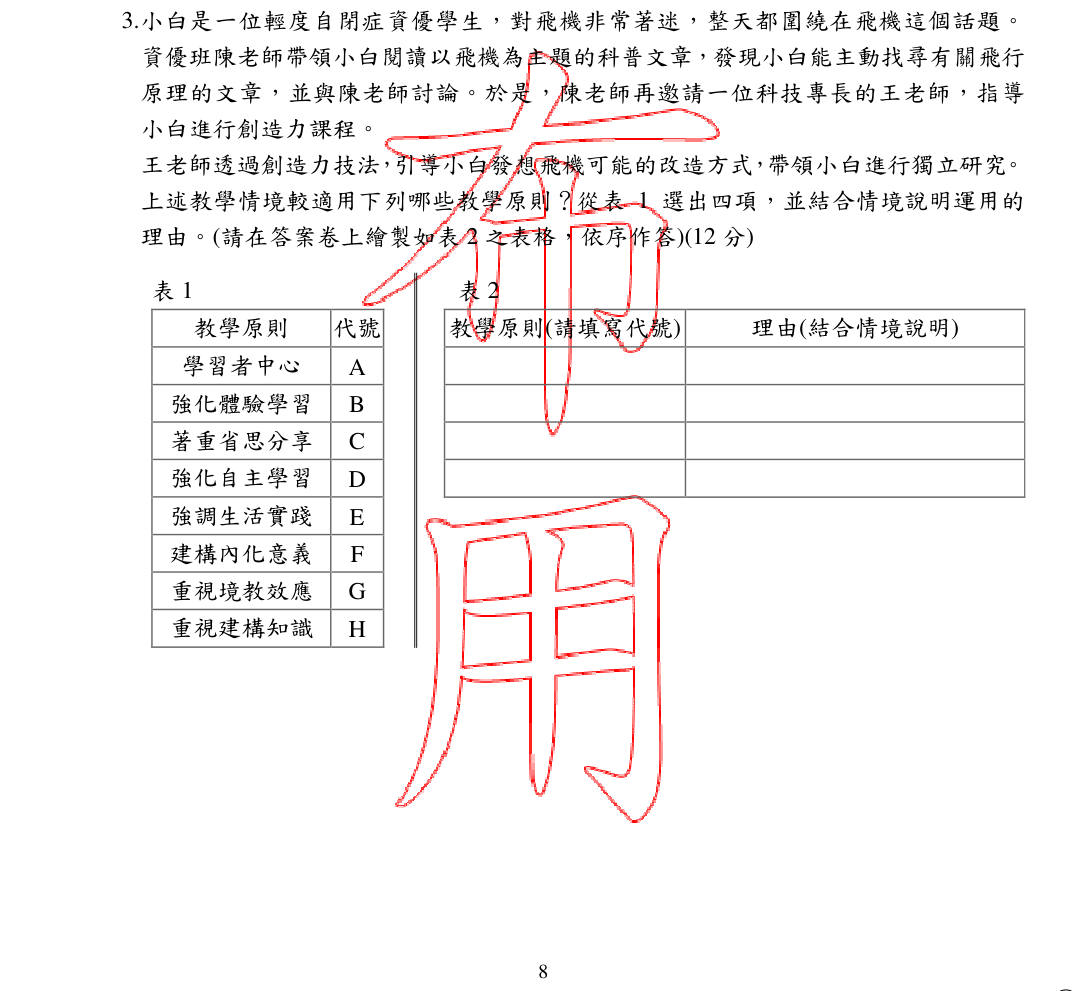 3.小白是一位輕度自閉症資優學生，對飛機非常著迷，整天都圍繞在飛機這個話題。
資優班陳老師帶領小白閱讀以飛機為主題的科普文章，發現小白能主動找尋有關飛行
原理的文章，並與陳老師討論。於是，陳老師再邀請一位科技專長的王老師，指導
小白進行創造力課程。
王老師透過創造力技法，引導小白發想飛機可能的改造方式，帶領小白進行獨立研究。
上述教學情境較適用下列哪些教學原則？從表 1 選出四項，並結合情境說明運用的
理由。(請在答案卷上繪製如表 2 之表格，依序作答)(12 分)
表 1
教學原則 代號
學習者中心 A
強化體驗學習 B
著重省思分享 C
強化自主學習 D
強調生活實踐 E
建構內化意義 F
重視境教效應 G
重視建構知識 H
表 2
教學原則(請填寫代號) 理由(結合情境說明)
布
用
8